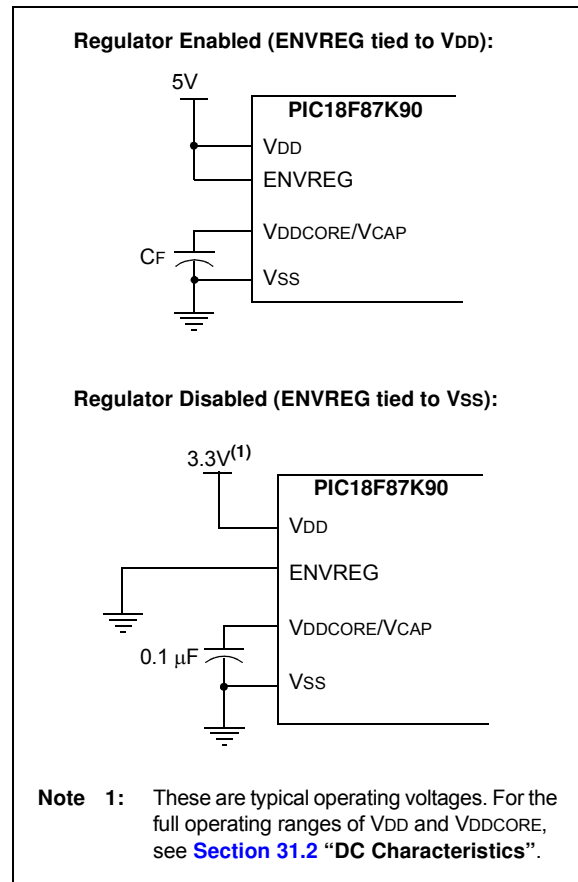 Regulator Enabled (ENVREG tied to VDD):
5V
PIC18F87K90
VDD
ENVREG
VDDCORE/VCAP
CF
VSS
Regulator Disabled (ENVREG tied to VSS):
3.3V(1)
PIC18F87K90
VDD
ENVREG
VDDCORE/VCAP
0.1 μF
VSS
Note 1: These are typical operating voltages. For the
full operating ranges of VDD and VDDCORE,
see Section 31.2 “DC Characteristics”.